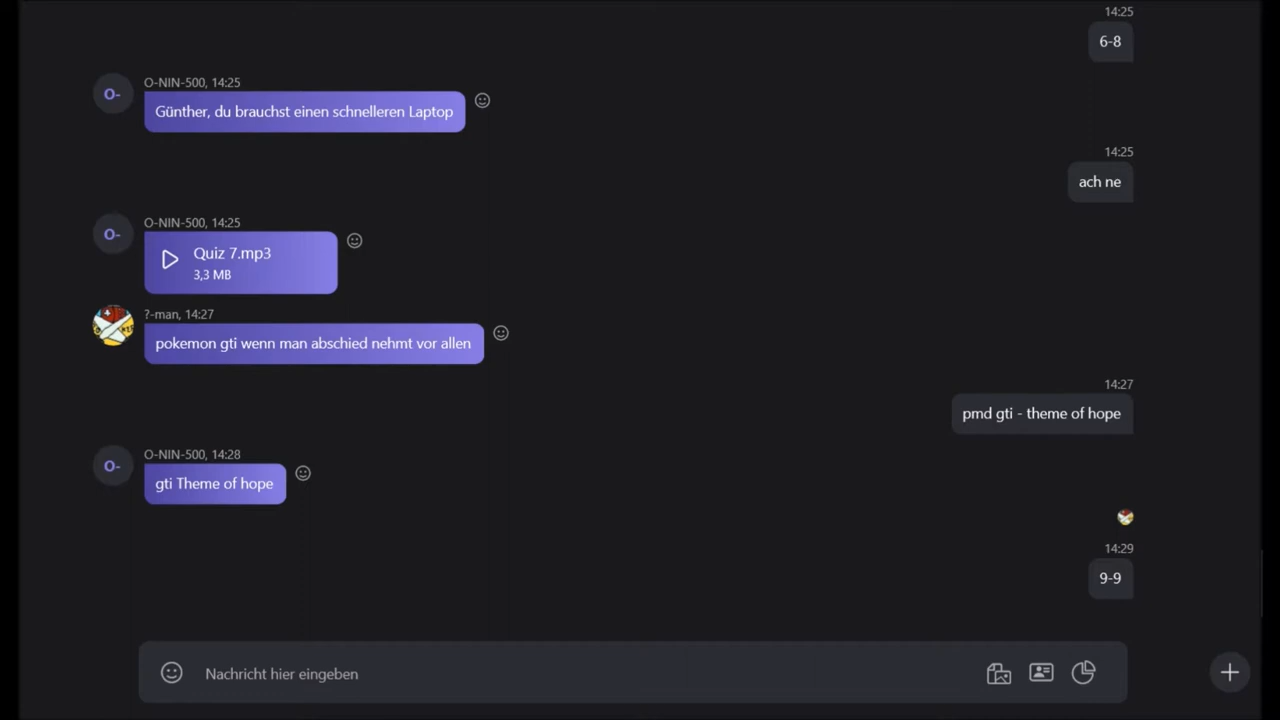 14:25
6-8
O-NIN-500, 14:25
O-
Günther, du brauchst einen schnelleren Laptop
14:25
ach ne
O-NIN-500, 14:25
O-
Quiz 7.mp3
3,3 MB
?-man, 14:27
pokemon gti wenn man abschied nehmt vor allen
14:27
pmd gti - theme of hope
O-NIN-500, 14:28
O-
gti Theme of hope
14:29
9-9
Nachricht hier eingeben